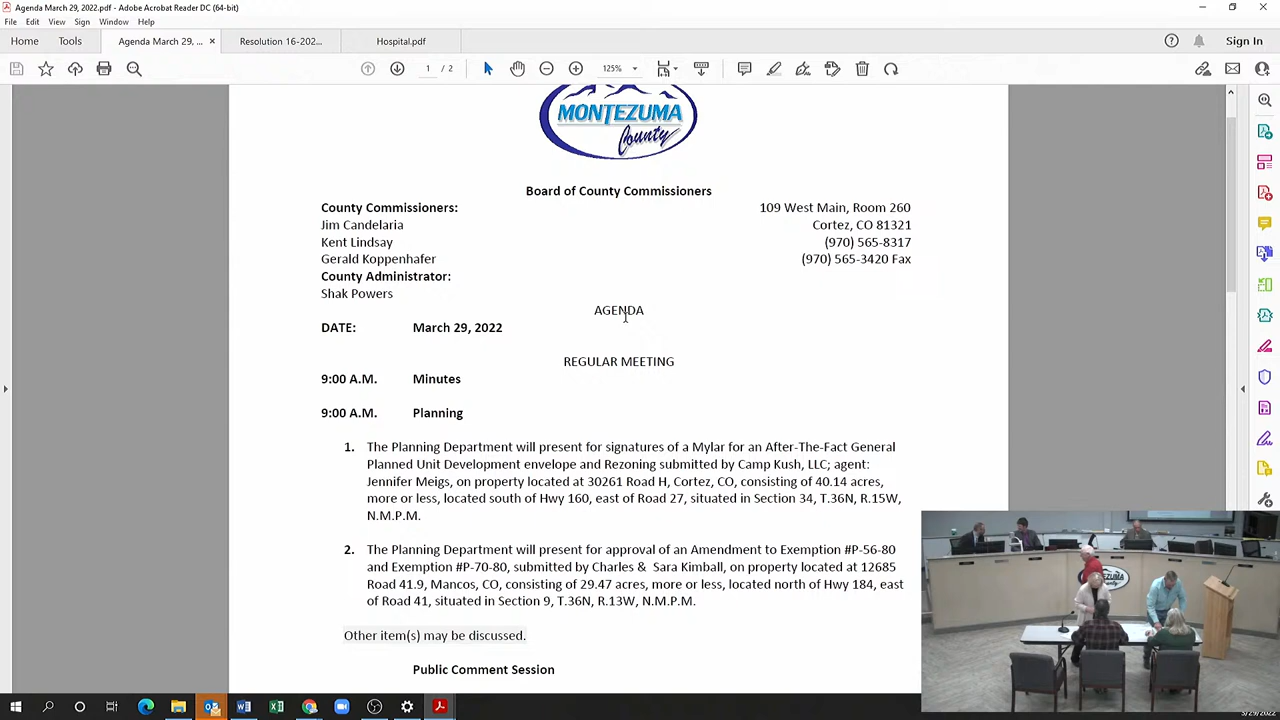 Agenda March 29, 2022.pdf - Adobe Acrobat Reader DC (64-bit)
File Edit View Sign Window Help
Home Tools Agenda March 29, ... × Resolution 16-202... Hospital.pdf Sign In
1 / 2 125%
MONTEZUMA
County
Board of County Commissioners
County Commissioners: 109 West Main, Room 260
Jim Candelaria Cortez, CO 81321
Kent Lindsay (970) 565-8317
Gerald Koppenhafer (970) 565-3420 Fax
County Administrator:
Shak Powers
AGENDA
DATE: March 29, 2022
REGULAR MEETING
9:00 A.M. Minutes
9:00 A.M. Planning
1. The Planning Department will present for signatures of a Mylar for an After-The-Fact General
Planned Unit Development envelope and Rezoning submitted by Camp Kush, LLC; agent:
Jennifer Meigs, on property located at 30261 Road H, Cortez, CO, consisting of 40.14 acres,
more or less, located south of Hwy 160, east of Road 27, situated in Section 34, T.36N, R.15W,
N.M.P.M.
2. The Planning Department will present for approval of an Amendment to Exemption #P-56-80
and Exemption #P-70-80, submitted by Charles & Sara Kimball, on property located at 12685
Road 41.9, Mancos, CO, consisting of 29.47 acres, more or less, located north of Hwy 184, east
of Road 41, situated in Section 9, T.36N, R.13W, N.M.P.M.
Other item(s) may be discussed.
Public Comment Session
MONTEZUMA
3/29/2022